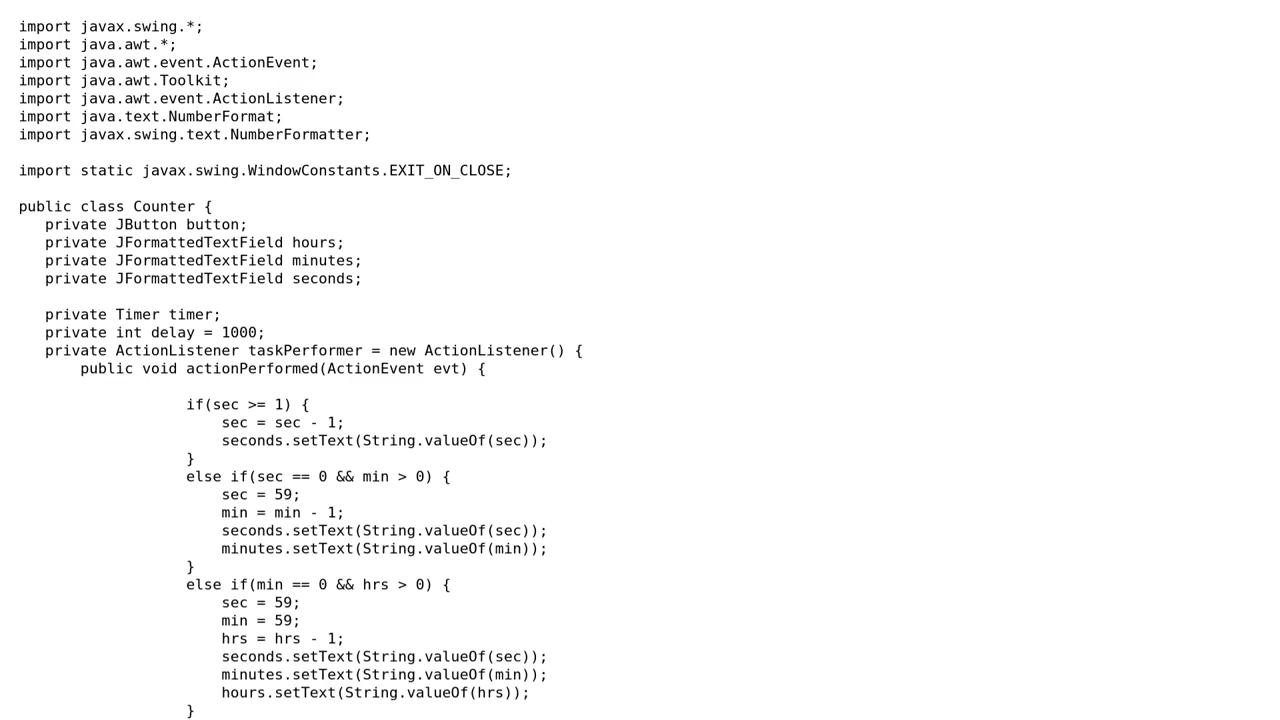 import javax.swing.*;
import java.awt.*;
import java.awt.event.ActionEvent;
import java.awt.Toolkit;
import java.awt.event.ActionListener;
import java.text.NumberFormat;
import javax.swing.text.NumberFormatter;

import static javax.swing.WindowConstants.EXIT_ON_CLOSE;

public class Counter {
   private JButton button;
   private JFormattedTextField hours;
   private JFormattedTextField minutes;
   private JFormattedTextField seconds;

   private Timer timer;
   private int delay = 1000;
   private ActionListener taskPerformer = new ActionListener() {
       public void actionPerformed(ActionEvent evt) {

                   if(sec >= 1) {
                       sec = sec - 1;
                       seconds.setText(String.valueOf(sec));
                   }
                   else if(sec == 0 && min > 0) {
                       sec = 59;
                       min = min - 1;
                       seconds.setText(String.valueOf(sec));
                       minutes.setText(String.valueOf(min));
                   }
                   else if(min == 0 && hrs > 0) {
                       sec = 59;
                       min = 59;
                       hrs = hrs - 1;
                       seconds.setText(String.valueOf(sec));
                       minutes.setText(String.valueOf(min));
                       hours.setText(String.valueOf(hrs));
                   }